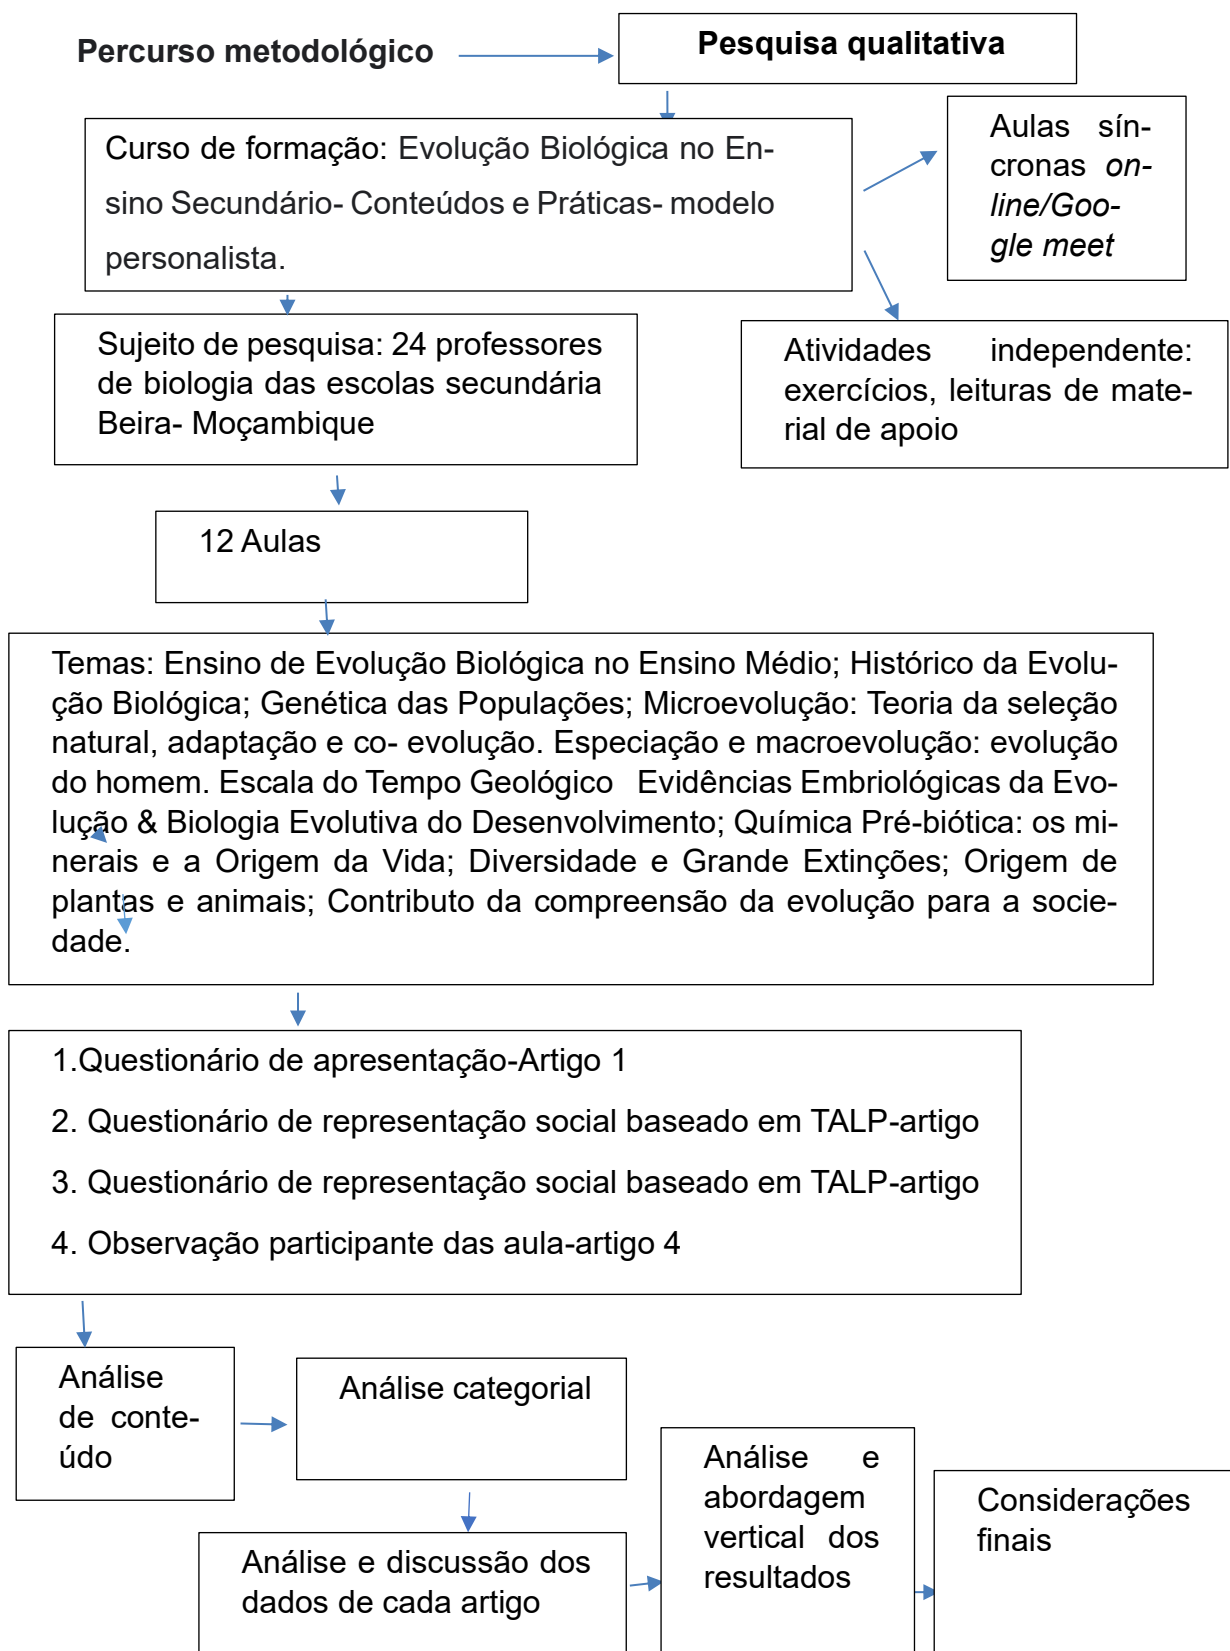 Percurso metodológico
Pesquisa qualitativa
Curso de formação: Evolução Biológica no En-
sino Secundário- Conteúdos e Práticas- modelo
personalista.
Aulas sín-
cronas on-
line/Goo-
gle meet
Sujeito de pesquisa: 24 professores
de biologia das escolas secundária
Beira- Moçambique
Atividades independente:
exercícios, leituras de mate-
rial de apoio
12 Aulas
Temas: Ensino de Evolução Biológica no Ensino Médio; Histórico da Evolu-
ção Biológica; Genética das Populações; Microevolução: Teoria da seleção
natural, adaptação e co- evolução. Especiação e macroevolução: evolução
do homem. Escala do Tempo Geológico Evidências Embriológicas da Evo-
lução & Biologia Evolutiva do Desenvolvimento; Química Pré-biótica: os mi-
nerais e a Origem da Vida; Diversidade e Grande Extinções; Origem de
plantas e animais; Contributo da compreensão da evolução para a socie-
dade.
1.Questionário de apresentação-Artigo 1
2. Questionário de representação social baseado em TALP-artigo
3. Questionário de representação social baseado em TALP-artigo
4. Observação participante das aula-artigo 4
Análise
de conte-
údo
Análise categorial
Análise e discussão dos
dados de cada artigo
Análise e
abordagem
vertical dos
resultados
Considerações
finais